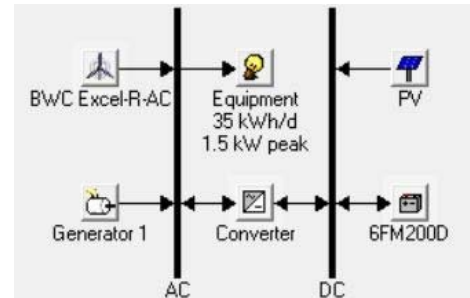 BWC Excel-R-AC
Equipment
35 kWh/d
1.5 kW peak
PV
Generator 1
Converter
6FM200D
AC
DC